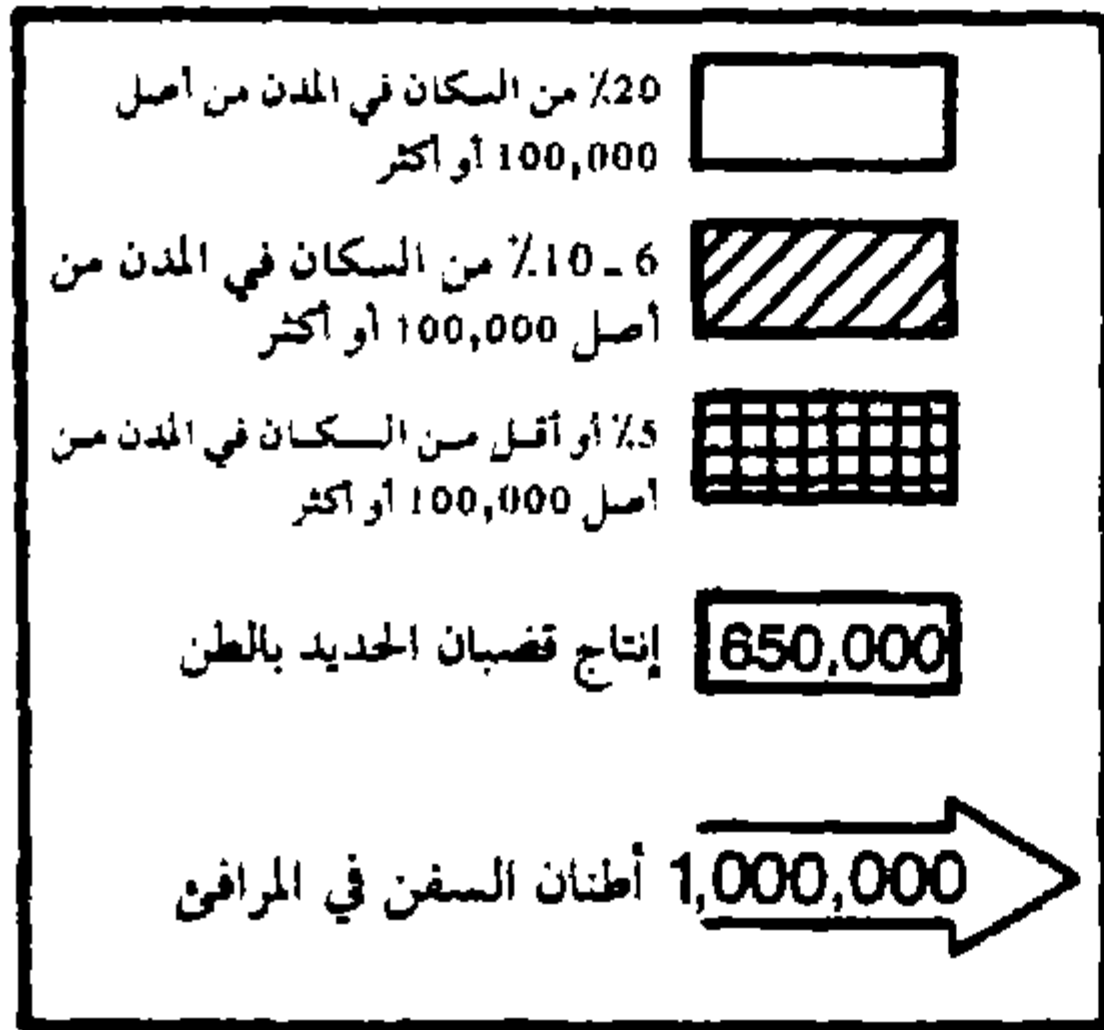 20٪ من السكان في المدن من أصل
100,000 أو أكثر
6 ـ 10٪ من السكان في المدن من
أصل 100,000 أو أكثر
5٪ أو أقل من السكان في المدن من
أصل 100,000 أو أكثر
إنتاج قضبان الحديد بالطن
650,000
أطنان السفن في المرافئ
1,000,000